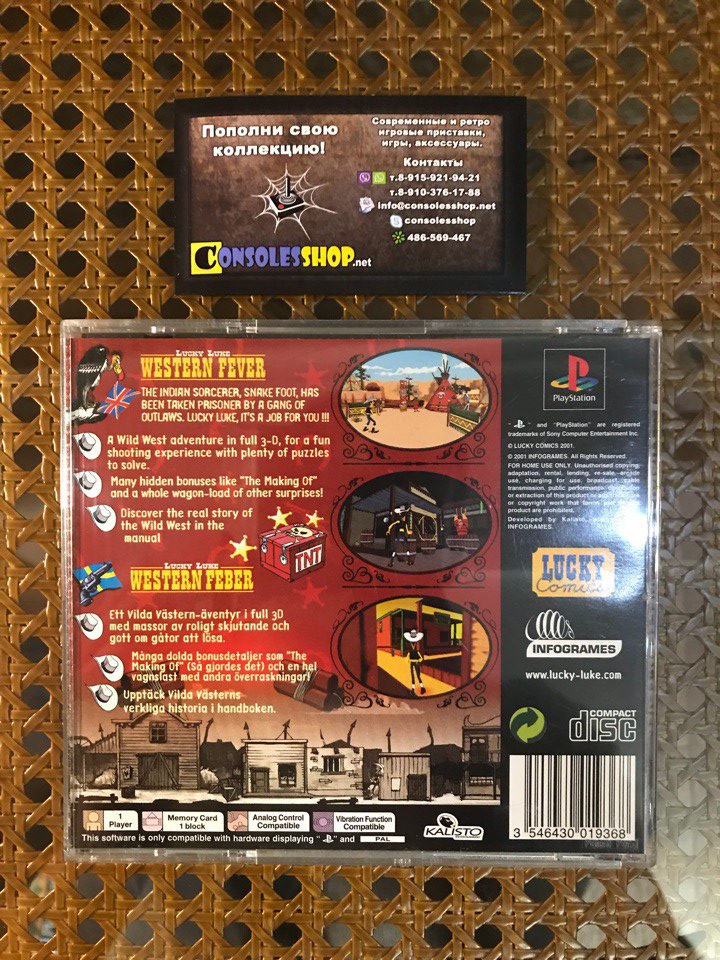 Пополни свою
коллекцию!
Современные и ретро
игровые приставки,
игры, аксессуары.
Контакты
т.8-915-921-94-21
т.8-910-376-17-88
info@consolesshop.net
consolesshop
486-569-467
CONSOLESSHOP.net
LUCKY LUKE
WESTERN FEVER
THE INDIAN SORCERER, SNAKE FOOT, HAS
BEEN TAKEN PRISONER BY A GANG OF
OUTLAWS. LUCKY LUKE, IT'S A JOB FOR YOU !!!
A Wild West adventure in full 3-D, for a fun
shooting experience with plenty of puzzles
to solve.
Many hidden bonuses like "The Making Of"
and a whole wagon-load of other surprises!
Discover the real story of
the Wild West in the
manual
TNT
LUCKY LUKE
WESTERN FEBER
Ett Vilda Västern-äventyr i full 3D
med massor av roligt skjutande och
gott om gåtor att lösa.
Många dolda bonusdetaljer som "The
Making Of" (Så gjordes det) och en hel
vagnslast med andra överraskningar!
Upptäck Vilda Västerns
verkliga historia i handboken.
PlayStation
" " and "PlayStation" are registered
trademarks of Sony Computer Entertainment Inc.
© LUCKY COMICS 2001.
© 2001 INFOGRAMES. All Rights Reserved.
FOR HOME USE ONLY. Unauthorised copying,
adaptation, rental, lending, re-sale, arcade
use, charging for use, broadcast, cable
transmission, public performance,
or extraction of this product or
or copyright work that forms part of this
product are prohibited.
Developed by Kalisto,
INFOGRAMES.
LUCKY
Comics
INFOGRAMES
www.lucky-luke.com
COMPACT
disc
1
Player
Memory Card
1 block
Analog Control
Compatible
Vibration Function
Compatible
This software is only compatible with hardware displaying " " and PAL
KALISTO
3 546430 019368